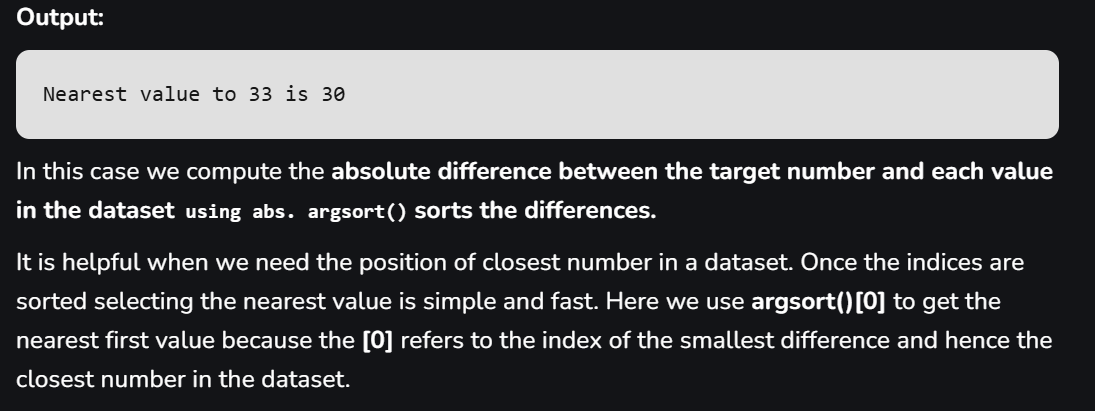 Output:
Nearest value to 33 is 30
In this case we compute the absolute difference between the target number and each value
in the dataset using abs. argsort() sorts the differences.
It is helpful when we need the position of closest number in a dataset. Once the indices are
sorted selecting the nearest value is simple and fast. Here we use argsort()[0] to get the
nearest first value because the [0] refers to the index of the smallest difference and hence the
closest number in the dataset.